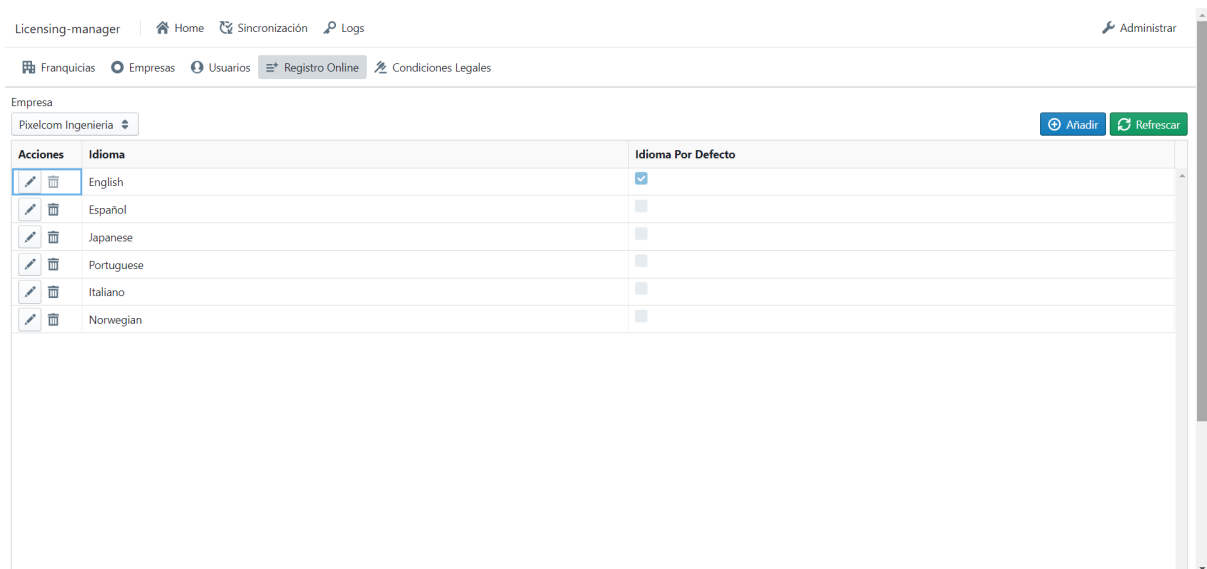 Licensing-manager Home Sincronización Logs Administrar
Franquicias Empresas Usuarios Registro Online Condiciones Legales
Empresa
Pixelcom Ingenieria Añadir Refrescar
Acciones Idioma Idioma Por Defecto
English
Español
Japanese
Portuguese
Italiano
Norwegian